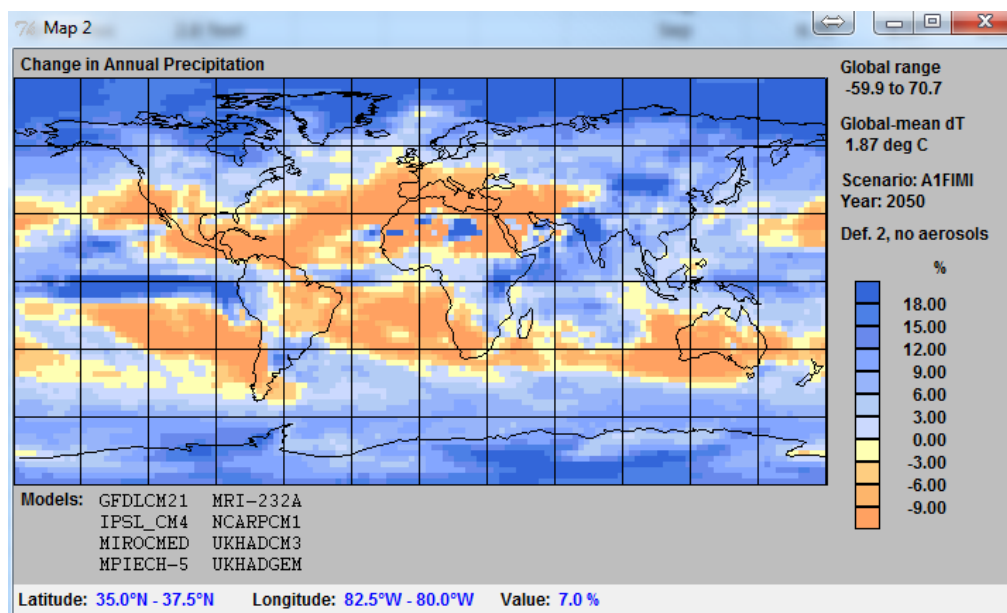 Map 2
Change in Annual Precipitation
Global range
-59.9 to 70.7
Global-mean dT
1.87 deg C
Scenario: A1FIMI
Year: 2050
Def. 2, no aerosols
%
18.00
15.00
12.00
9.00
6.00
3.00
0.00
-3.00
-6.00
-9.00
Models: GFDLCM21 MRI-232A
IPSL_CM4 NCARPCM1
MIROCMED UKHADCM3
MPIECH-5 UKHADGEM
Latitude: 35.0°N - 37.5°N Longitude: 82.5°W - 80.0°W Value: 7.0 %